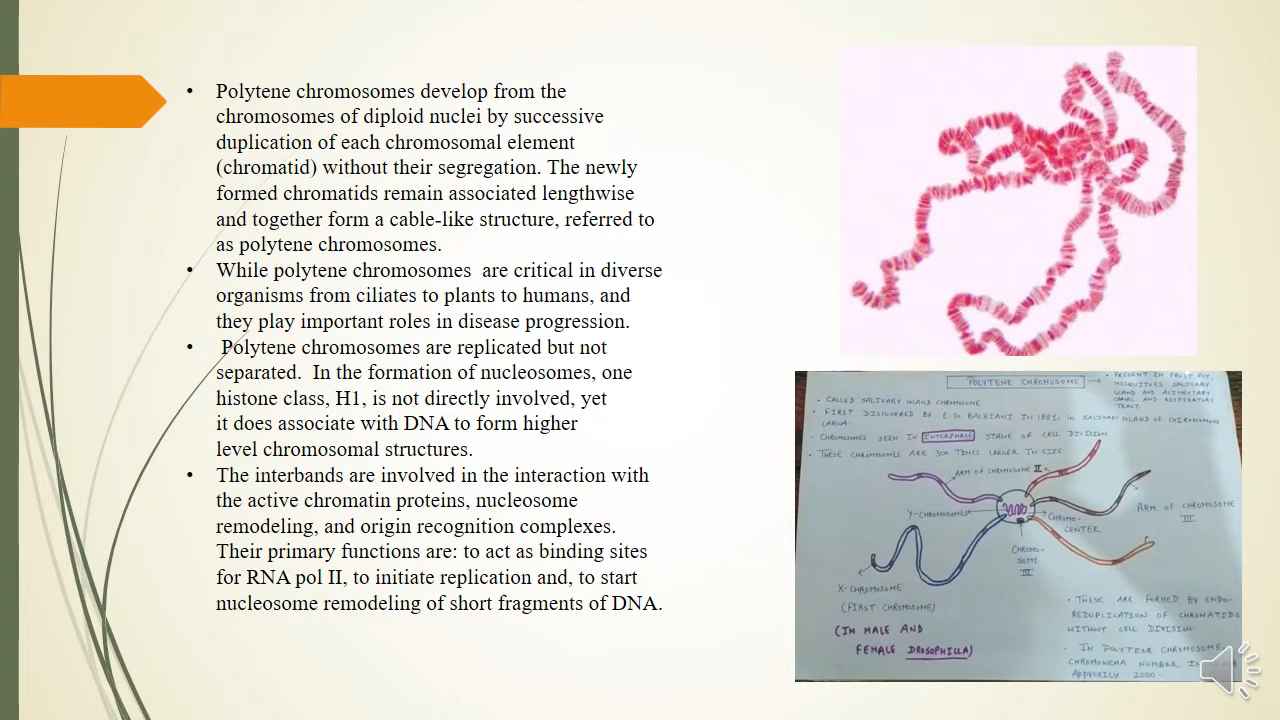 • Polytene chromosomes develop from the
chromosomes of diploid nuclei by successive
duplication of each chromosomal element
(chromatid) without their segregation. The newly
formed chromatids remain associated lengthwise
and together form a cable-like structure, referred to
as polytene chromosomes.
• While polytene chromosomes are critical in diverse
organisms from ciliates to plants to humans, and
they play important roles in disease progression.
• Polytene chromosomes are replicated but not
separated. In the formation of nucleosomes, one
histone class, H1, is not directly involved, yet
it does associate with DNA to form higher
level chromosomal structures.
• The interbands are involved in the interaction with
the active chromatin proteins, nucleosome
remodeling, and origin recognition complexes.
Their primary functions are: to act as binding sites
for RNA pol II, to initiate replication and, to start
nucleosome remodeling of short fragments of DNA.
POLYTENE CHROMOSOME →
• PRESENT IN FRUIT FLY,
MOSQUITOES SALIVARY
GLAND AND ALIMENTARY
CANAL AND RESPIRATORY
TRACT.
• CALLED SALIVARY GLAND CHROMOSOME
• FIRST DISCOVERED BY E.G. BALBIANI IN 1881, in SALIVARY GLAND OF CHIRONOMOUS
LARVA
• CHROMOSOMES SEEN IN INTERPHASE STAGE OF CELL DIVISION
• THESE CHROMOSOMES ARE 300 TIMES LARGER IN SIZE
ARM OF CHROMOSOME II
Y-CHROMOSOMES
CHROMO-
CENTER
ARM OF CHROMOSOME
III
CHROMO-
SOME
IV
X-CHROMOSOME
(FIRST CHROMOSOME)
(IN MALE AND
FEMALE DROSOPHILLA)
• THESE ARE FORMED BY ENDO-
REDUPLICATION OF CHROMATIDS
WITHOUT CELL DIVISION.
• IN POLYTENE CHROMOSOME
CHROMONEMA NUMBER
APPROXILY 2000.